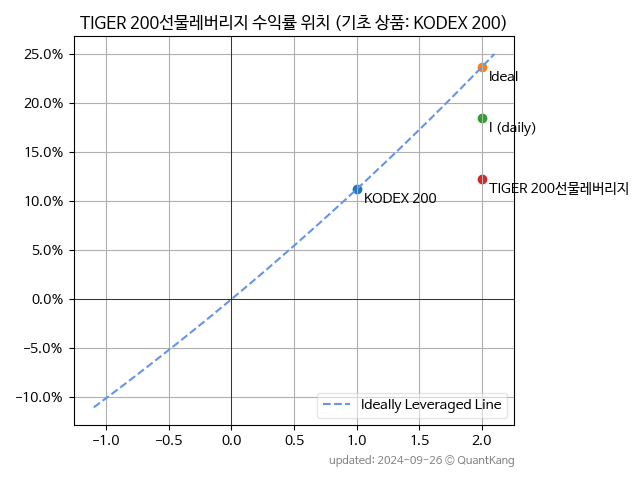 TIGER 200선물레버리지 수익률 위치 (기초 상품: KODEX 200)
25.0%
Ideal
20.0%
I (daily)
15.0%
TIGER 200선물레버리지
10.0%
KODEX 200
5.0%
0.0%
−5.0%
−10.0%
Ideally Leveraged Line
−1.0 −0.5 0.0 0.5 1.0 1.5 2.0
updated: 2024-09-26 © QuantKang